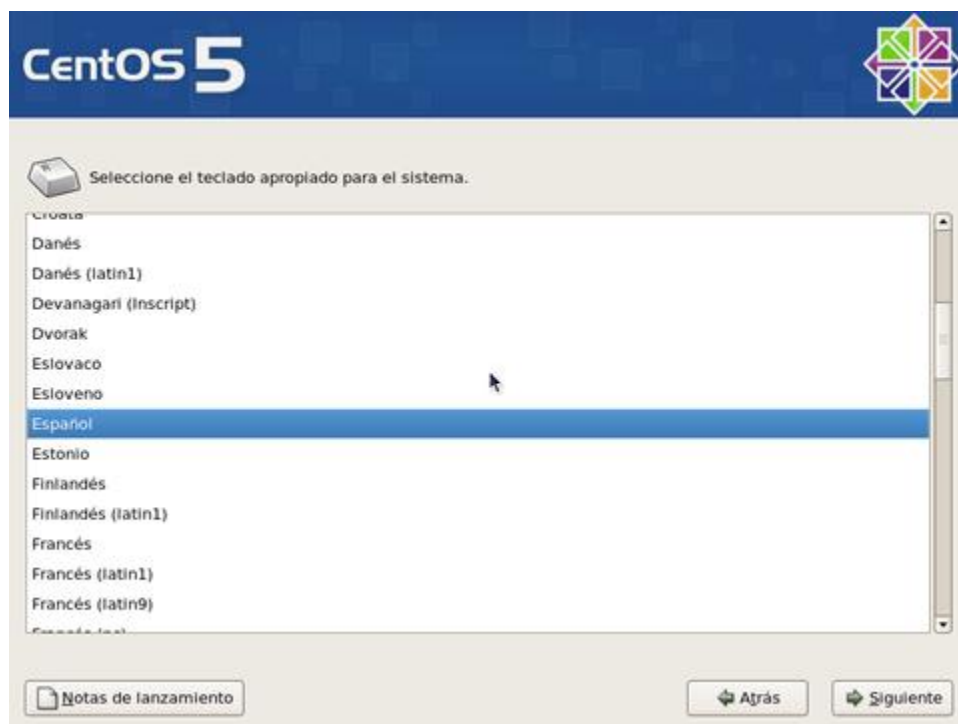 CentOS 5
Seleccione el teclado apropiado para el sistema.
Croata
Danés
Danés (latin1)
Devanagari (Inscript)
Dvorak
Eslovaco
Esloveno
Español
Estonio
Finlandés
Finlandés (latin1)
Francés
Francés (latin1)
Francés (latin9)
Notas de lanzamiento
Atrás
Siguiente